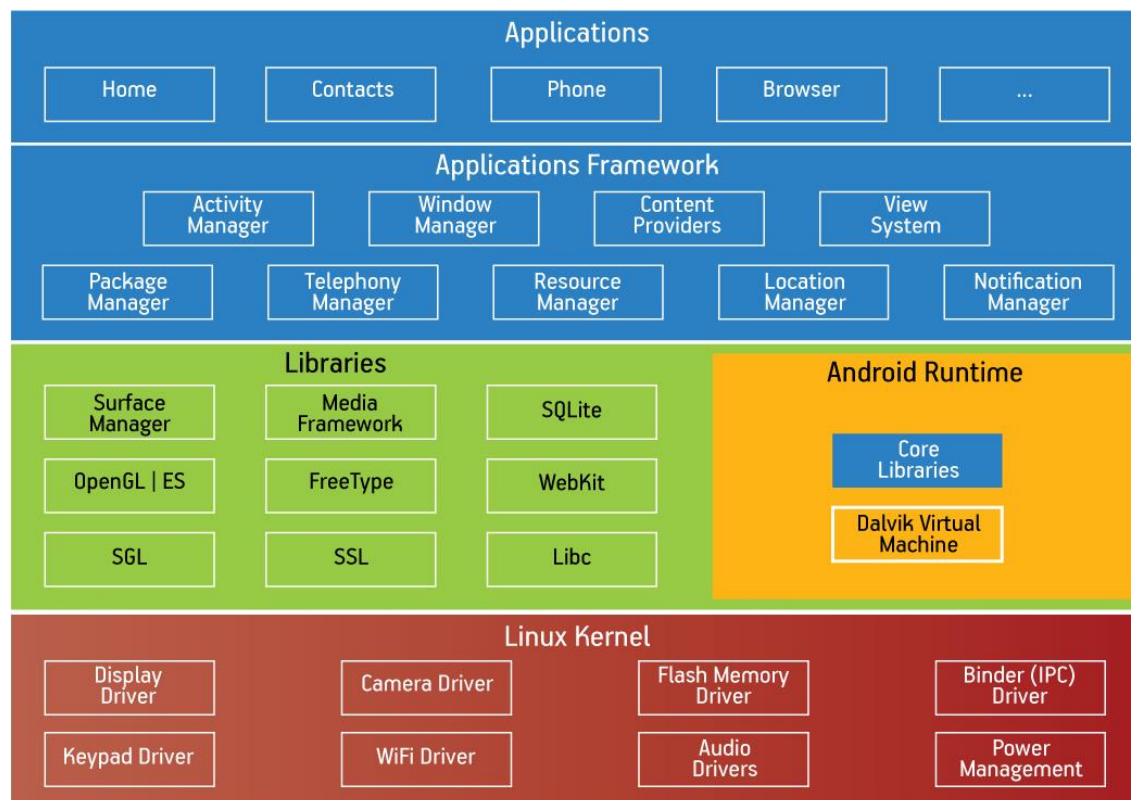 Applications
Home
Contacts
Phone
Browser
...
Applications Framework
Activity
Manager
Window
Manager
Content
Providers
View
System
Package
Manager
Telephony
Manager
Resource
Manager
Location
Manager
Notification
Manager
Libraries
Surface
Manager
Media
Framework
SQLite
OpenGL | ES
FreeType
WebKit
SGL
SSL
Libc
Android Runtime
Core
Libraries
Dalvik Virtual
Machine
Linux Kernel
Display
Driver
Camera Driver
Flash Memory
Driver
Binder (IPC)
Driver
Keypad Driver
WiFi Driver
Audio
Drivers
Power
Management